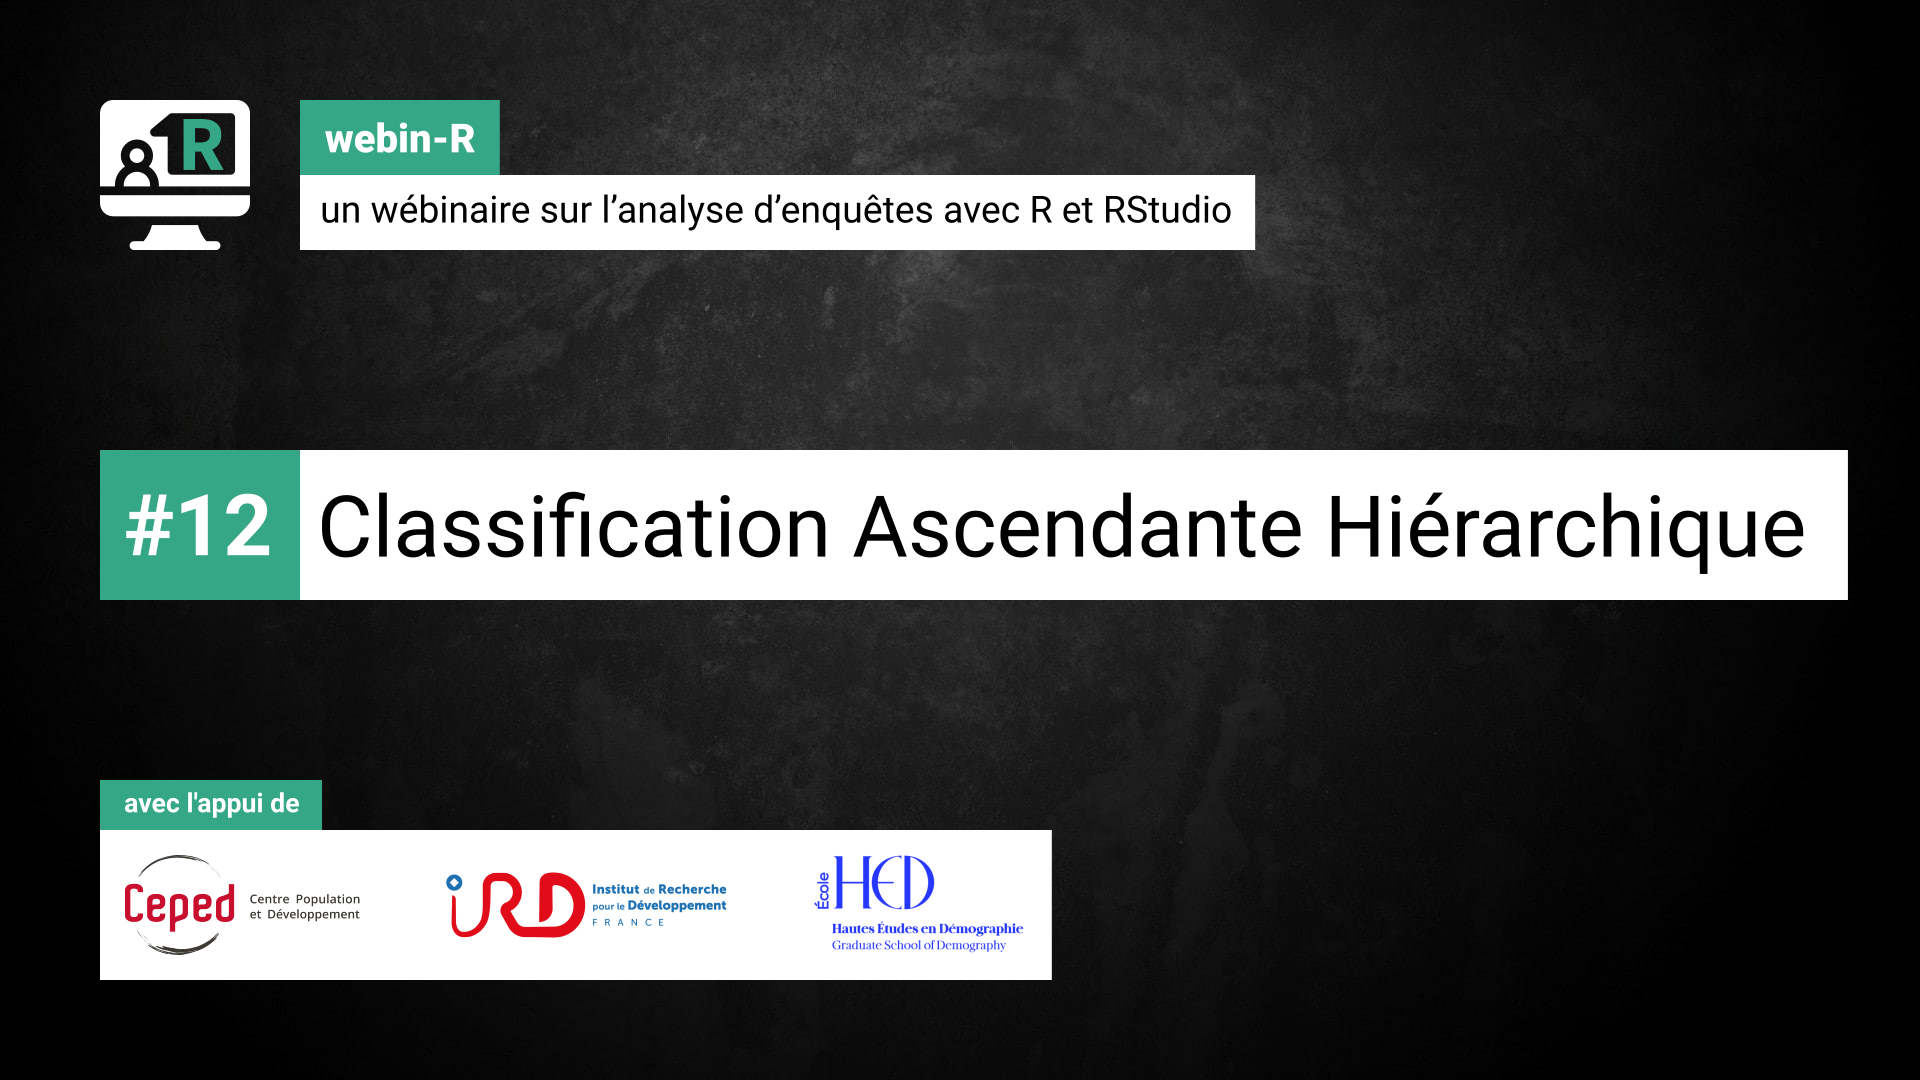 R
webin-R
un wébinaire sur l’analyse d’enquêtes avec R et RStudio
#12 Classification Ascendante Hiérarchique
avec l'appui de
Ceped
Centre Population
et Développement
IRD
Institut de Recherche
pour le Développement
FRANCE
École HED
Hautes Études en Démographie
Graduate School of Demography